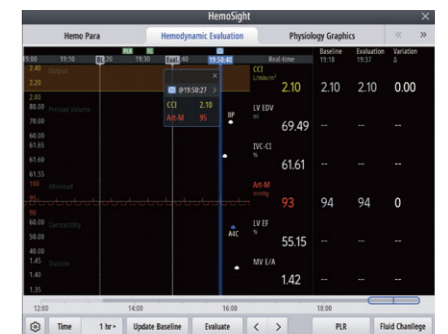 HemoSight
Hemo Para Hemodynamic Evaluation Physiology Graphics
PLR FC Baseline Evaluation Variation
19:00 19:10 BL 20 19:30 Eval. 40 19:50:40 Real-time 19:18 19:37 Δ
2.40 Output CCI
L/min/m²
2.20 2.10 2.10 2.10 0.00
2.00
80.00 Preload Volume LV EDV
ml
@19:50:27
CCI 2.10
Art-M 95
BP
70.00 69.49 -- --  --
60.00
61.65 IVC-CI
%
61.60 61.61 -- -- --
61.55
100 Afterload Art-M
mmHg
93 94 94 0
90
60.00 Contractility LV EF
%
A4C
50.00 55.15 -- -- --
40.00
1.45 Diastole MV E/A
1.40 1.42 -- -- --
1.35
12:00 14:00 16:00 18:00
Time 1 hr Update Baseline Evaluate PLR Fluid Chanllege